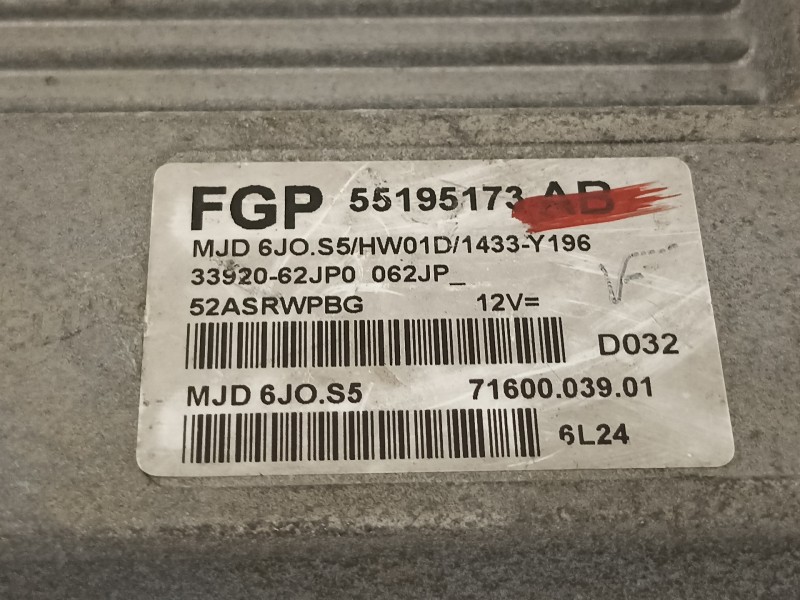 FGP 55195173 AB
MJD 6JO.S5/HW01D/1433-Y196
33920-62JP0 062JP_
52ASRWPBG 12V=
D032
MJD 6JO.S5 71600.039.01
6L24